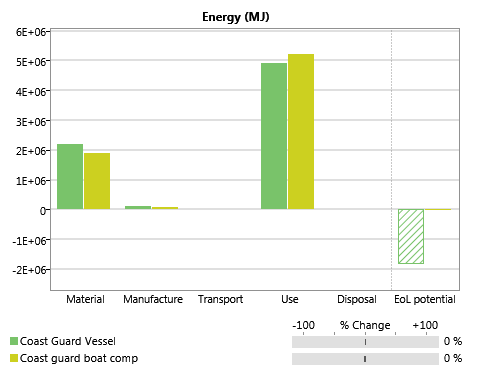 Energy (MJ)
6E+06
5E+06
4E+06
3E+06
2E+06
1E+06
0
-1E+06
-2E+06
Material Manufacture Transport Use Disposal EoL potential
-100 % Change +100
Coast Guard Vessel 0 %
Coast guard boat comp 0 %